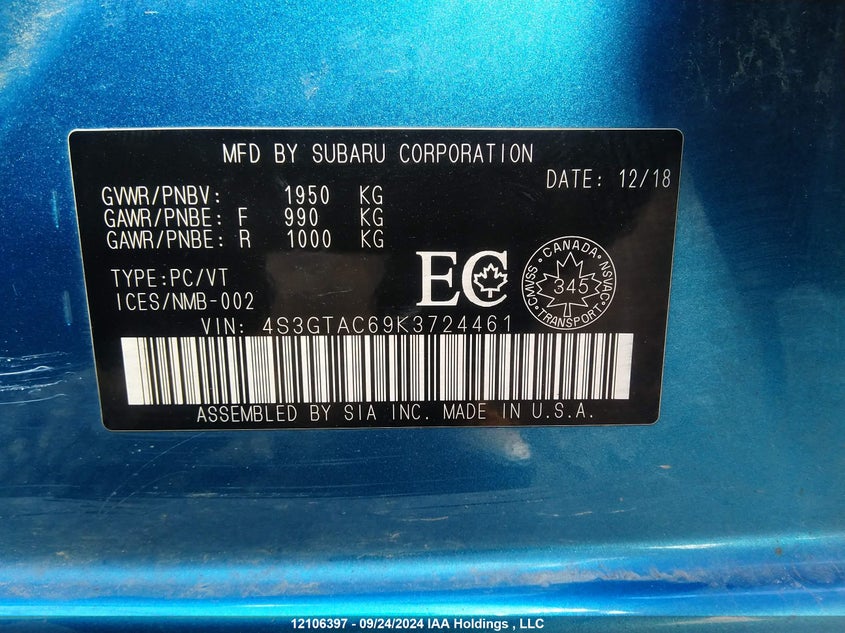 MFD BY SUBARU CORPORATION
DATE: 12/18
GVWR/PNBV: 1950 KG
GAWR/PNBE: F 990 KG
GAWR/PNBE: R 1000 KG
TYPE:PC/VT
ICES/NMB-002
EC
CANADA
CMVSS 345 NSVAC
TRANSPORT
VIN: 4S3GTAC69K3724461
ASSEMBLED BY SIA INC. MADE IN U.S.A.
12106397 - 09/24/2024 IAA Holdings , LLC